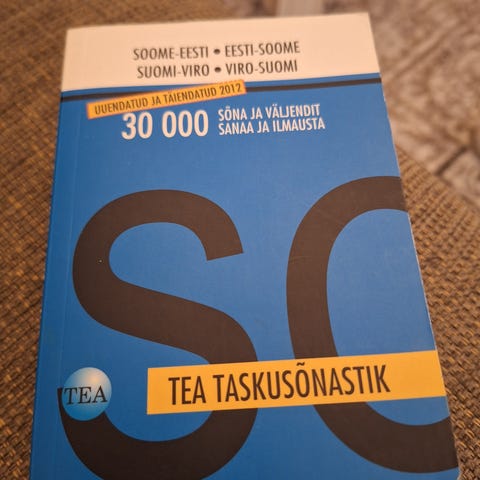 SOOME-EESTI • EESTI-SOOME
SUOMI-VIRO • VIRO-SUOMI
UUENDATUD JA TÄIENDATUD 2012
30 000 SÕNA JA VÄLJENDIT
SANAA JA ILMAUSTA
SO
TEA TASKUSÕNASTIK
TEA